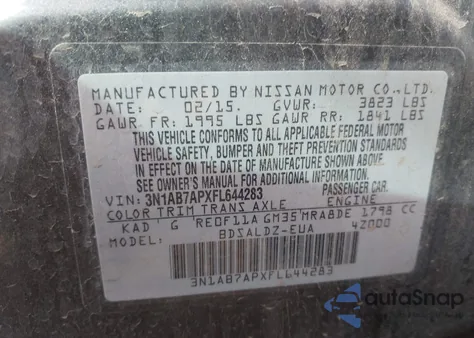 MANUFACTURED BY NISSAN MOTOR CO.,LTD.
DATE: 02/15. GVWR: 3823 LBS
GAWR FR: 1995 LBS GAWR RR: 1841 LBS
THIS VEHICLE CONFORMS TO ALL APPLICABLE FEDERAL MOTOR
VEHICLE SAFETY, BUMPER AND THEFT PREVENTION STANDARDS
IN EFFECT ON THE DATE OF MANUFACTURE SHOWN ABOVE.
SEE OWNER'S MANUAL FOR ADDITIONAL INFORMATION.
VIN: 3N1AB7APXFL644283 PASSENGER CAR.
COLOR TRIM TRANS AXLE ENGINE
KAD G RE0F11A GM35 MRA8DE 1798 CC
BDSALDZ-EUA 4Z000
3N1AB7APXFL644283
autoSnap